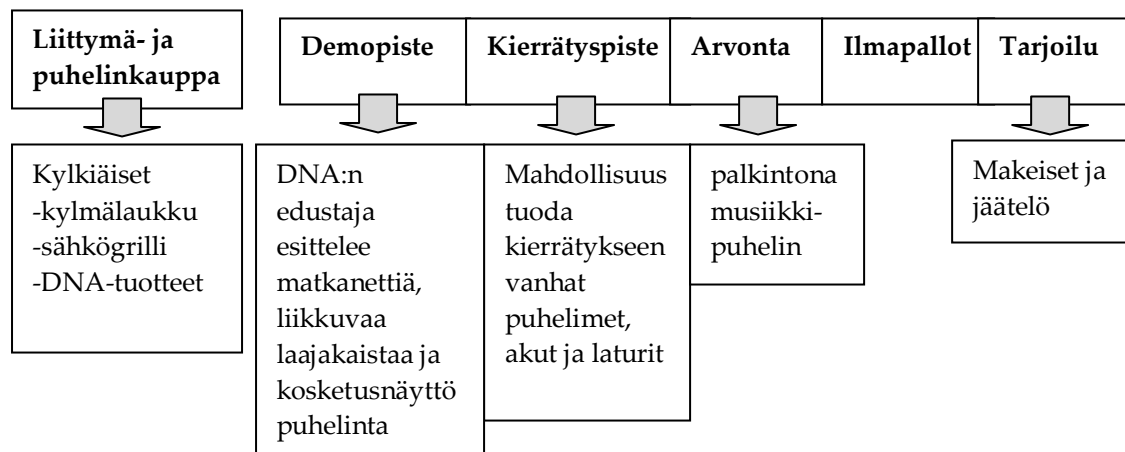 Liittymä- ja
puhelinkauppa
Demopiste
Kierrätyspiste
Arvonta
Ilmapallot
Tarjoilu
Kylkiäiset
-kylmälaukku
-sähkögrilli
-DNA-tuotteet
DNA:n
edustaja
esittelee
matkanettiä,
liikkuvaa
laajakaistaa ja
kosketusnäyttö
puhelinta
Mahdollisuus
tuoda
kierrätykseen
vanhat
puhelimet,
akut ja laturit
palkintona
musiikki-
puhelin
Makeiset ja
jäätelö